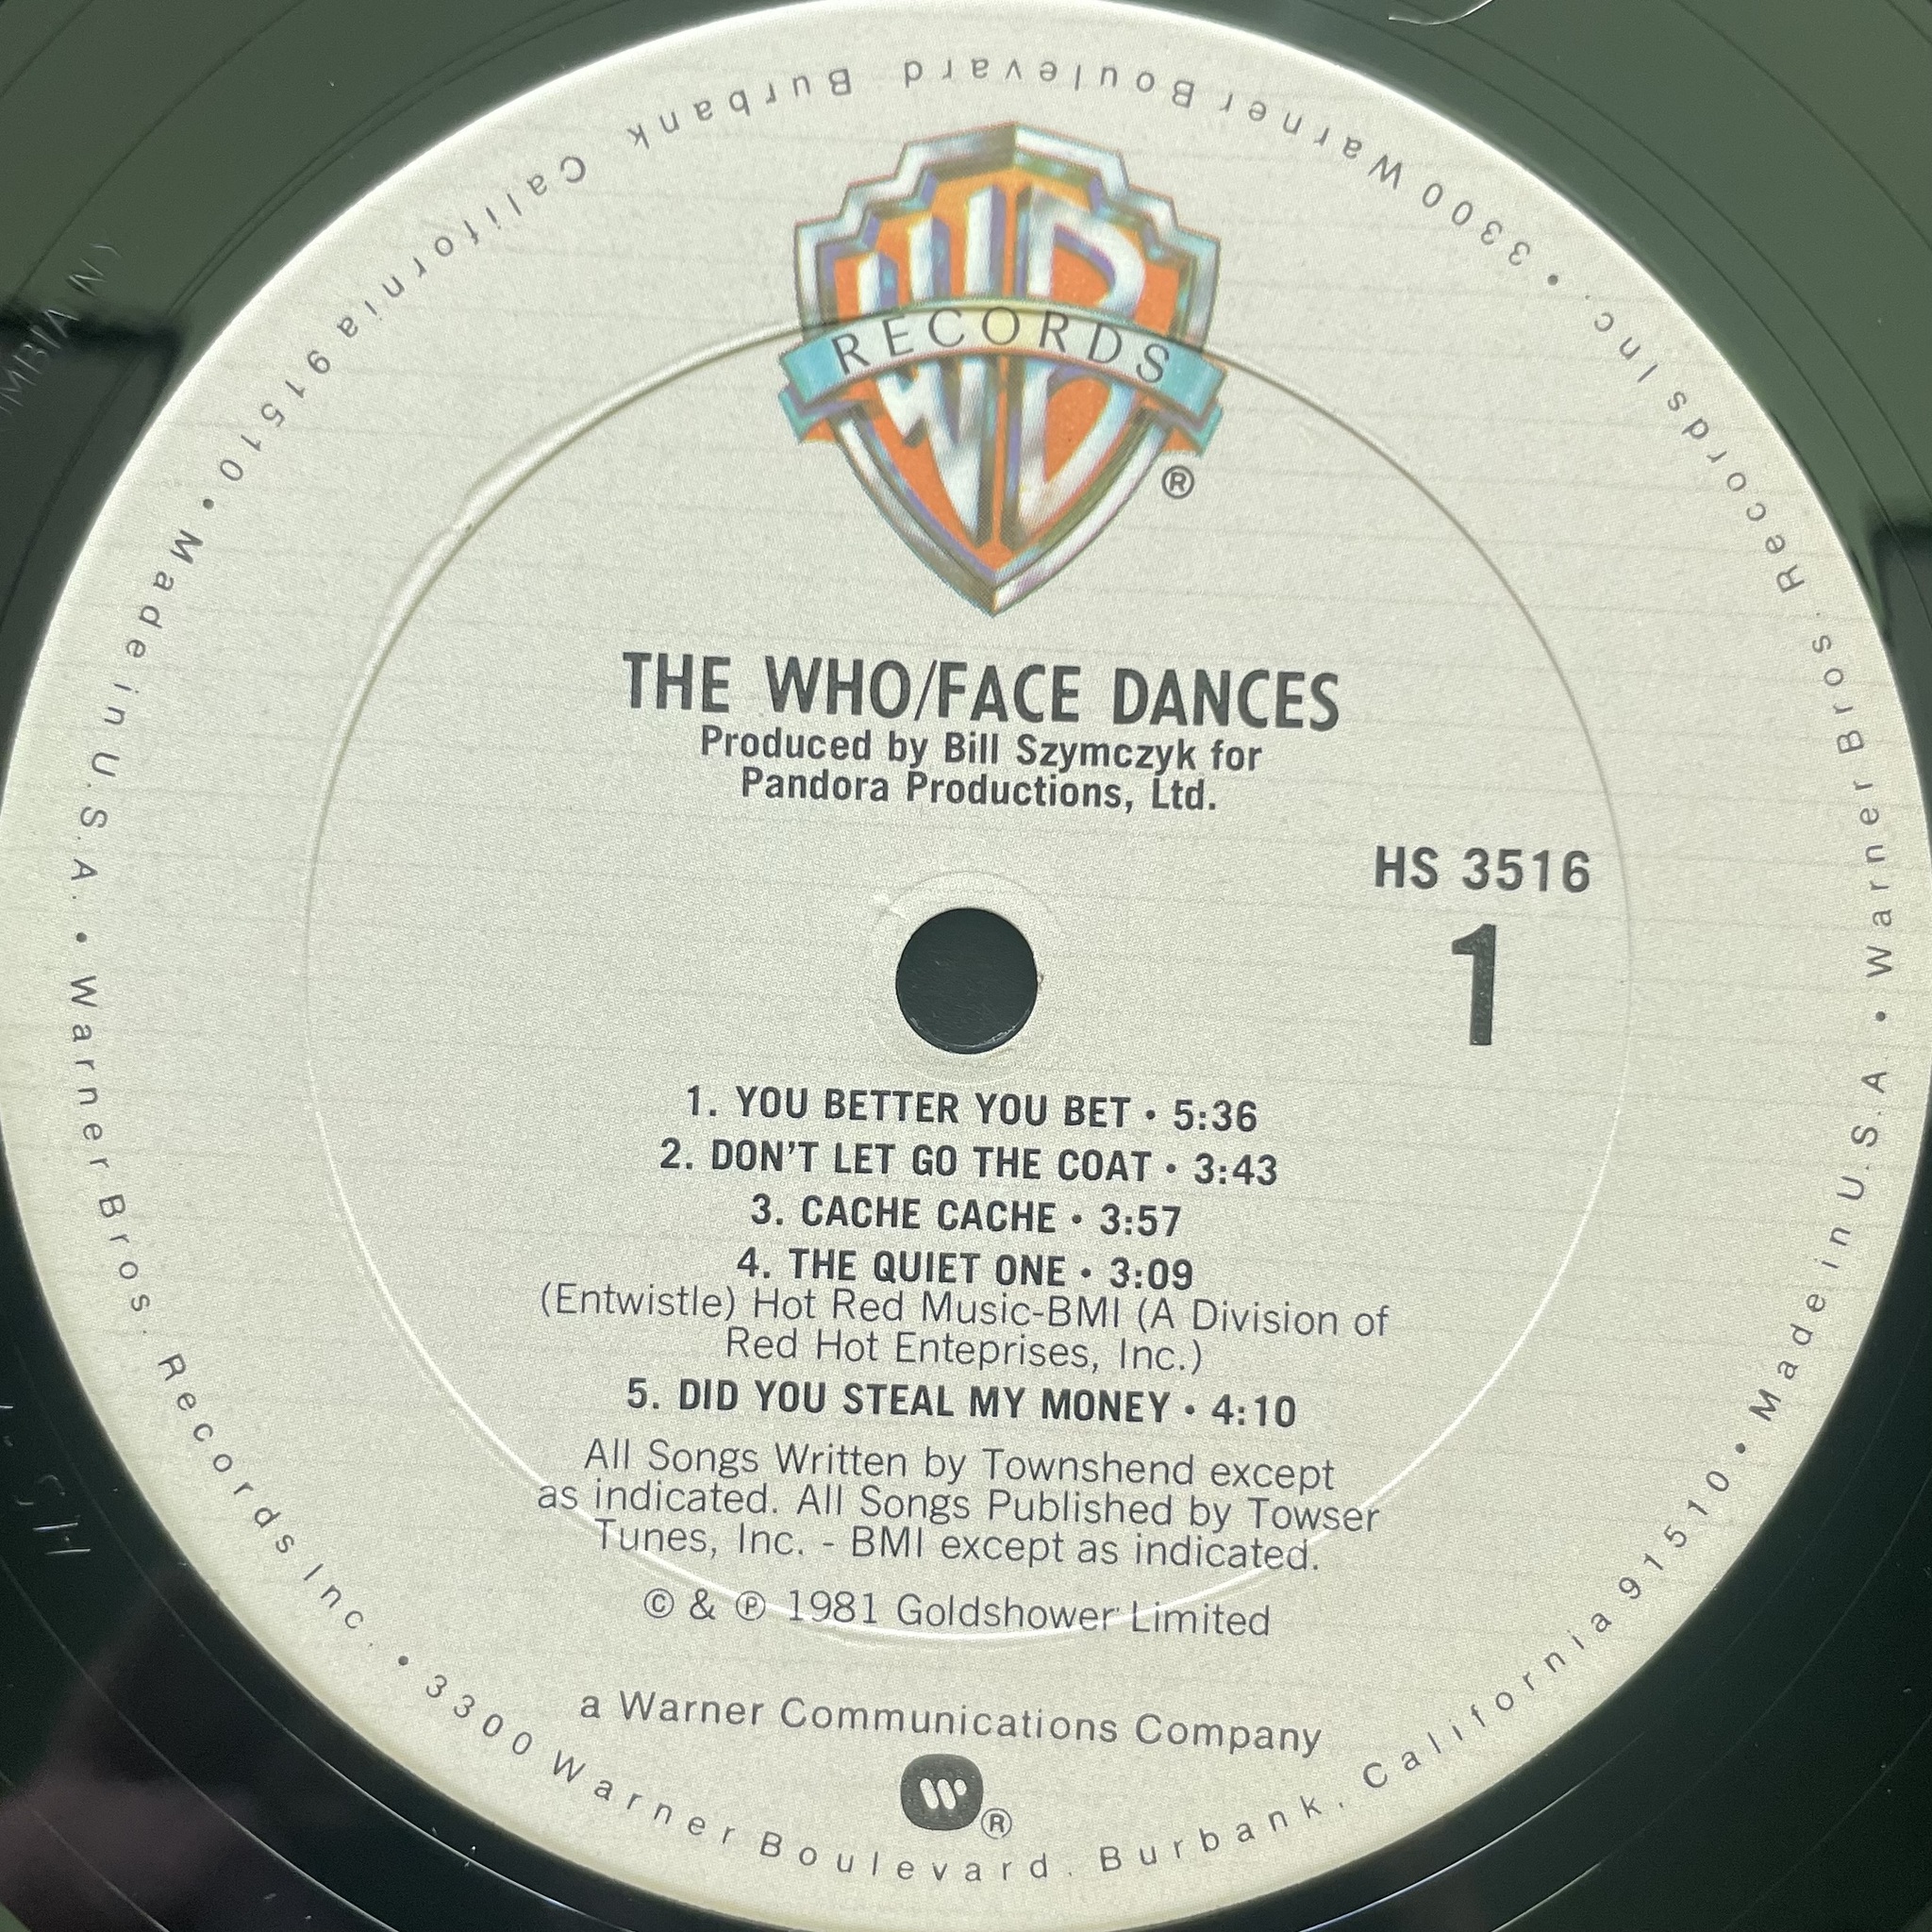 WB
RECORDS
®
THE WHO/FACE DANCES
Produced by Bill Szymczyk for
Pandora Productions, Ltd.
HS 3516
1
1. YOU BETTER YOU BET • 5:36
2. DON'T LET GO THE COAT • 3:43
3. CACHE CACHE • 3:57
4. THE QUIET ONE • 3:09
(Entwistle) Hot Red Music-BMI (A Division of
Red Hot Enteprises, Inc.)
5. DID YOU STEAL MY MONEY • 4:10
All Songs Written by Townshend except
as indicated. All Songs Published by Towser
Tunes, Inc. - BMI except as indicated.
© & ℗ 1981 Goldshower Limited
a Warner Communications Company
®
Warner Bros. Records Inc. • 3300 Warner Boulevard. Burbank, California 91510 • Made in U.S.A. • Warner Bros. Records Inc. • 3300 Warner Boulevard Burbank California 91510 • Made in U.S.A. •